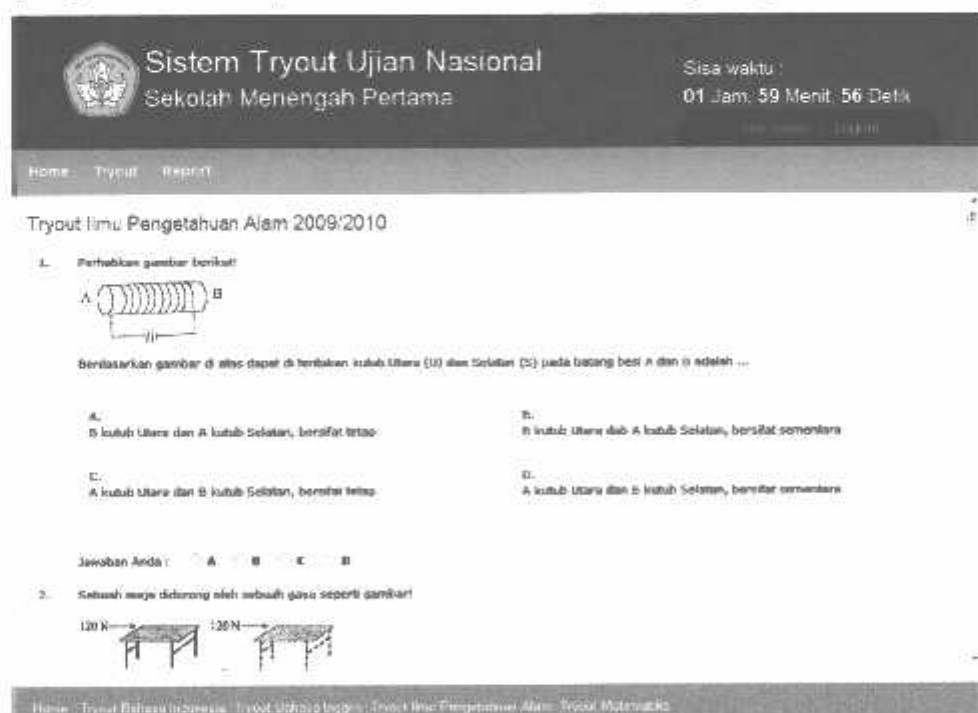 Sistem Tryout Ujian Nasional
Sekolah Menengah Pertama
Sisa waktu :
01 Jam, 59 Menit, 56 Detik
Logout
Home Tryout Report
Tryout Ilmu Pengetahuan Alam 2009/2010
1. Perhatikan gambar berikut!
A B
Berdasarkan gambar di atas dapat di tentukan kutub Utara (U) dan Selatan (S) pada batang besi A dan B adalah ...
A.
B kutub Utara dan A kutub Selatan, bersifat tetap
B.
B kutub Utara dab A kutub Selatan, bersifat sementara
C.
A kutub Utara dan B kutub Selatan, bersifat tetap
D.
A kutub Utara dan B kutub Selatan, bersifat sementara
Jawaban Anda : A B C D
2. Sebuah meja didorong oleh sebuah gaya seperti gambar!
120 N 120 N
Home Tryout Bahasa Indonesia Tryout Bahasa Inggris Tryout Ilmu Pengetahuan Alam Tryout Matematika